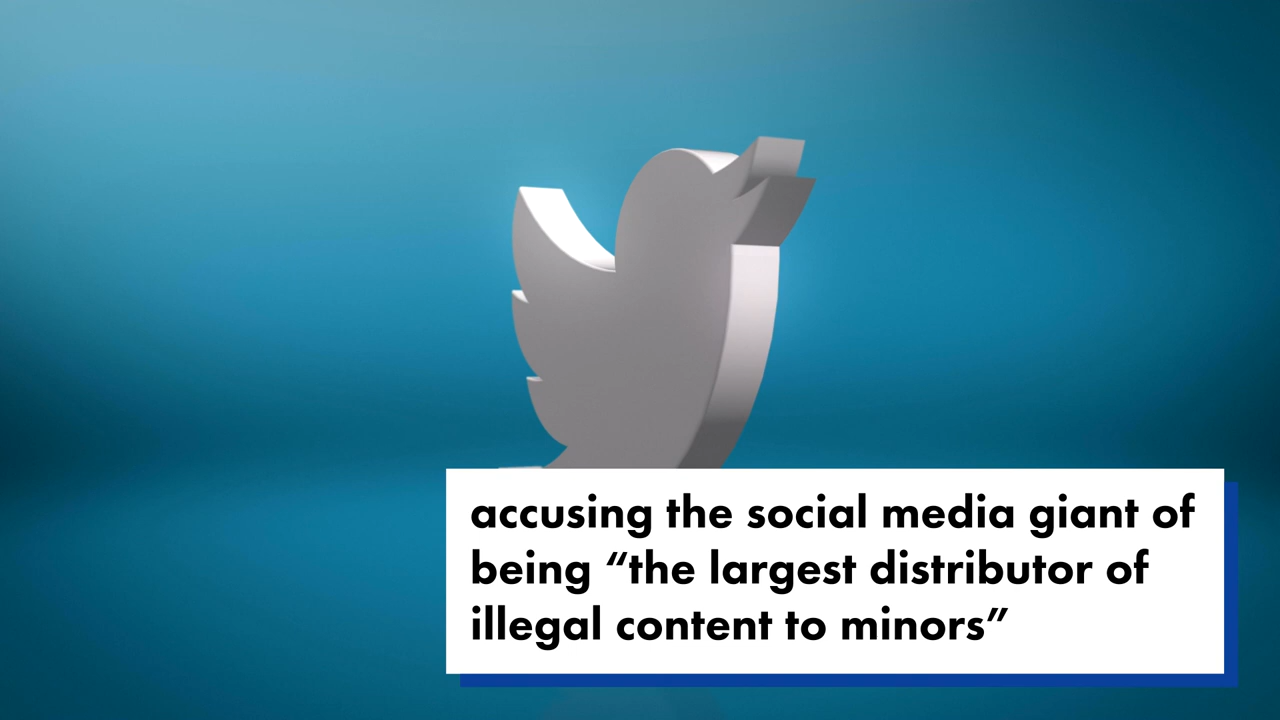 accusing the social media giant of
being “the largest distributor of
illegal content to minors”